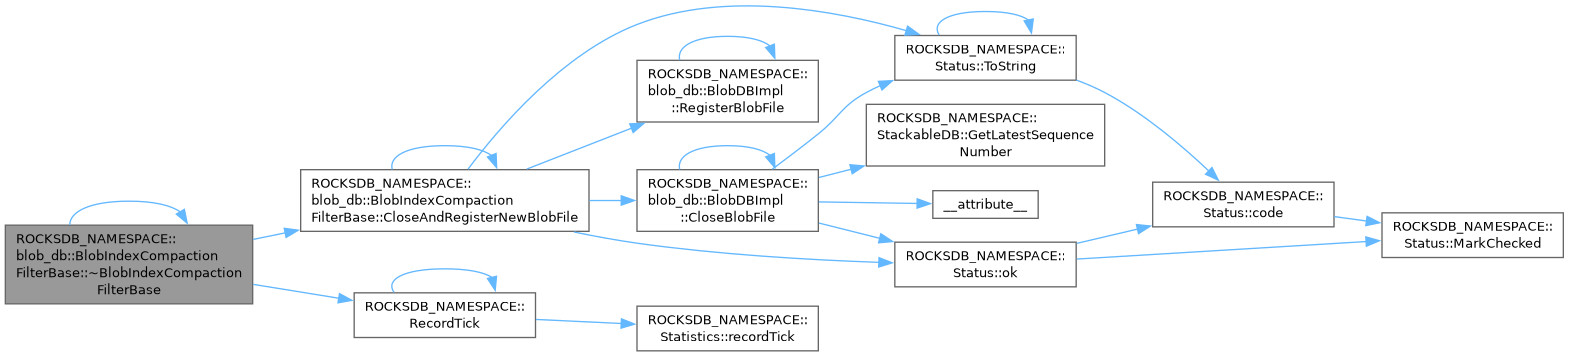 ROCKSDB_NAMESPACE::
blob_db::BlobIndexCompaction
FilterBase::~BlobIndexCompaction
FilterBase
ROCKSDB_NAMESPACE::
blob_db::BlobIndexCompaction
FilterBase::CloseAndRegisterNewBlobFile
ROCKSDB_NAMESPACE::
RecordTick
ROCKSDB_NAMESPACE::
blob_db::BlobDBImpl
::RegisterBlobFile
ROCKSDB_NAMESPACE::
blob_db::BlobDBImpl
::CloseBlobFile
ROCKSDB_NAMESPACE::
Statistics::recordTick
ROCKSDB_NAMESPACE::
Status::ToString
ROCKSDB_NAMESPACE::
StackableDB::GetLatestSequence
Number
__attribute__
ROCKSDB_NAMESPACE::
Status::ok
ROCKSDB_NAMESPACE::
Status::code
ROCKSDB_NAMESPACE::
Status::MarkChecked